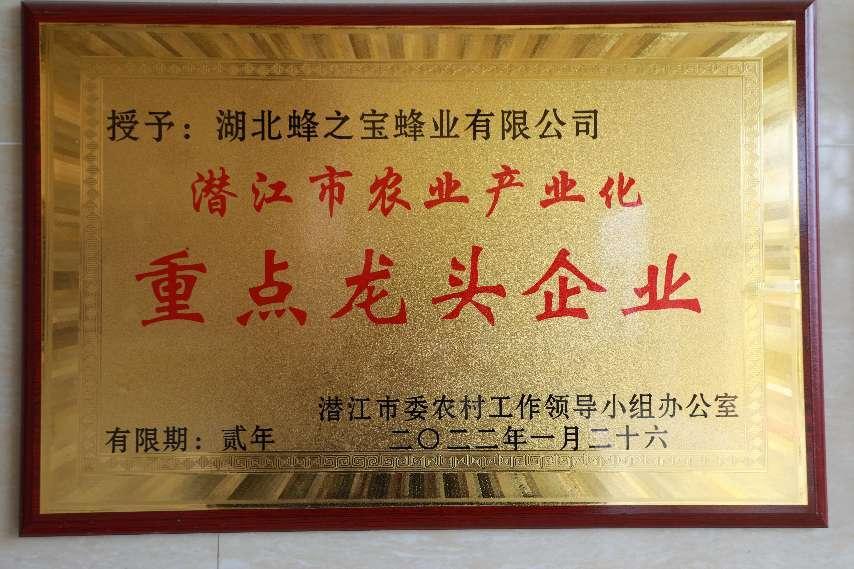 授予：湖北蜂之宝蜂业有限公司
潜江市农业产业化
重点龙头企业
潜江市委农村工作领导小组办公室
有限期：贰年 二〇二二年一月二十六